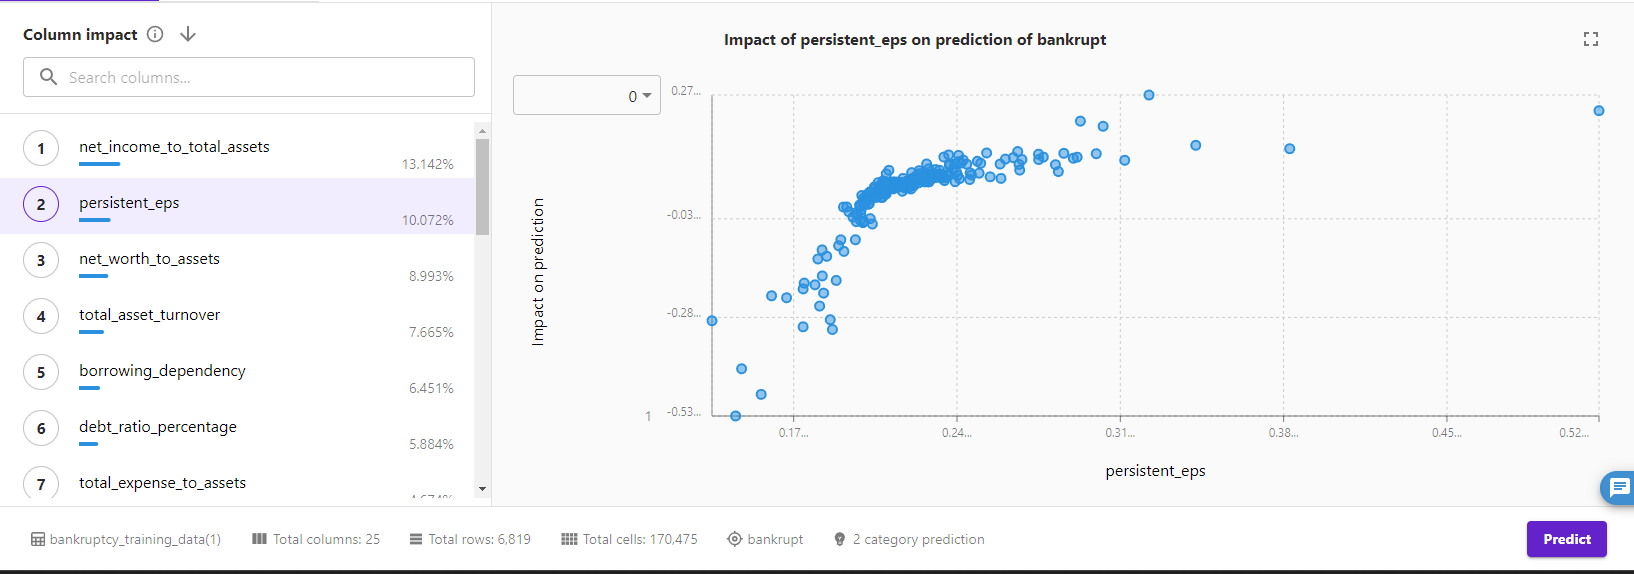 Column impact
Search columns...
1 net_income_to_total_assets
13.142%
2 persistent_eps
10.072%
3 net_worth_to_assets
8.993%
4 total_asset_turnover
7.665%
5 borrowing_dependency
6.451%
6 debt_ratio_percentage
5.884%
7 total_expense_to_assets
4.674%
Impact of persistent_eps on prediction of bankrupt
0
0.27...
-0.03...
-0.28...
-0.53...
1
Impact on prediction
0.17... 0.24... 0.31... 0.38... 0.45... 0.52...
persistent_eps
bankruptcy_training_data(1) Total columns: 25 Total rows: 6,819 Total cells: 170,475 bankrupt 2 category prediction Predict